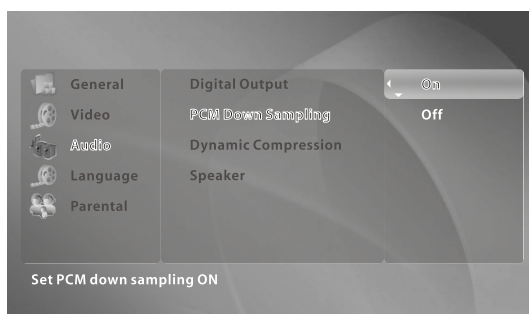 General
Video
Audio
Language
Parental
Digital Output
PCM Down Sampling
Dynamic Compression
Speaker
On
Off
Set PCM down sampling ON